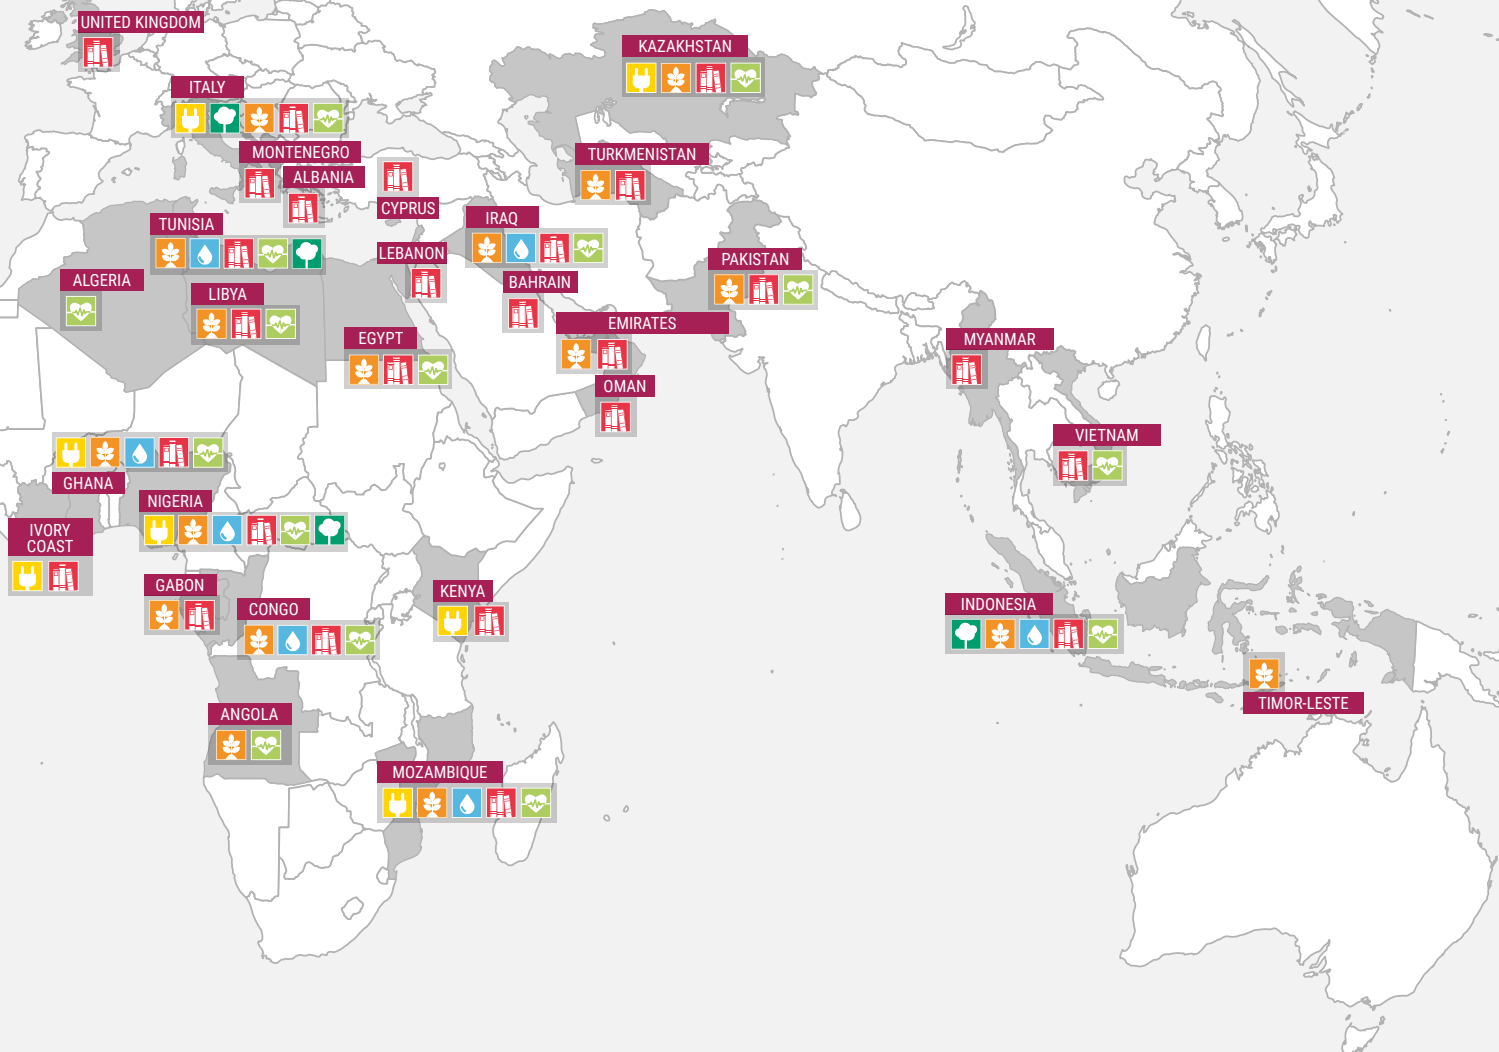 UNITED KINGDOM
KAZAKHSTAN
ITALY
MONTENEGRO
TURKMENISTAN
ALBANIA
CYPRUS
IRAQ
TUNISIA
LEBANON
PAKISTAN
ALGERIA
BAHRAIN
LIBYA
EMIRATES
EGYPT
MYANMAR
OMAN
VIETNAM
GHANA
NIGERIA
IVORY
COAST
GABON
KENYA
CONGO
INDONESIA
TIMOR-LESTE
ANGOLA
MOZAMBIQUE